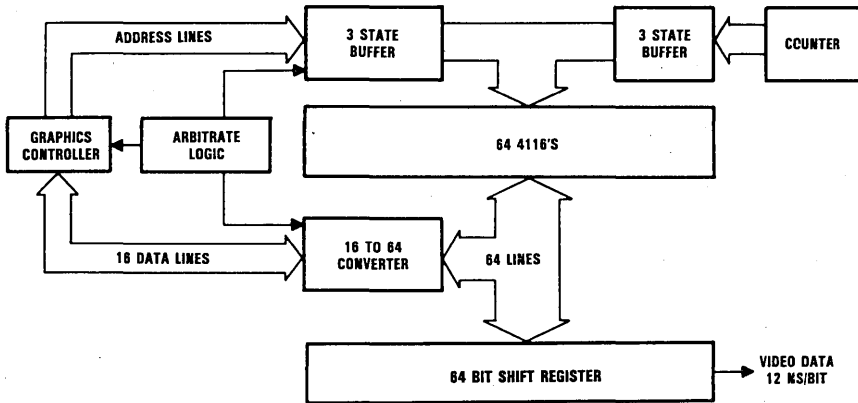 ADDRESS LINES
3 STATE
BUFFER
3 STATE
BUFFER
COUNTER
GRAPHICS
CONTROLLER
ARBITRATE
LOGIC
64 4116'S
16 DATA LINES
16 TO 64
CONVERTER
64 LINES
64 BIT SHIFT REGISTER
VIDEO DATA
12 NS/BIT